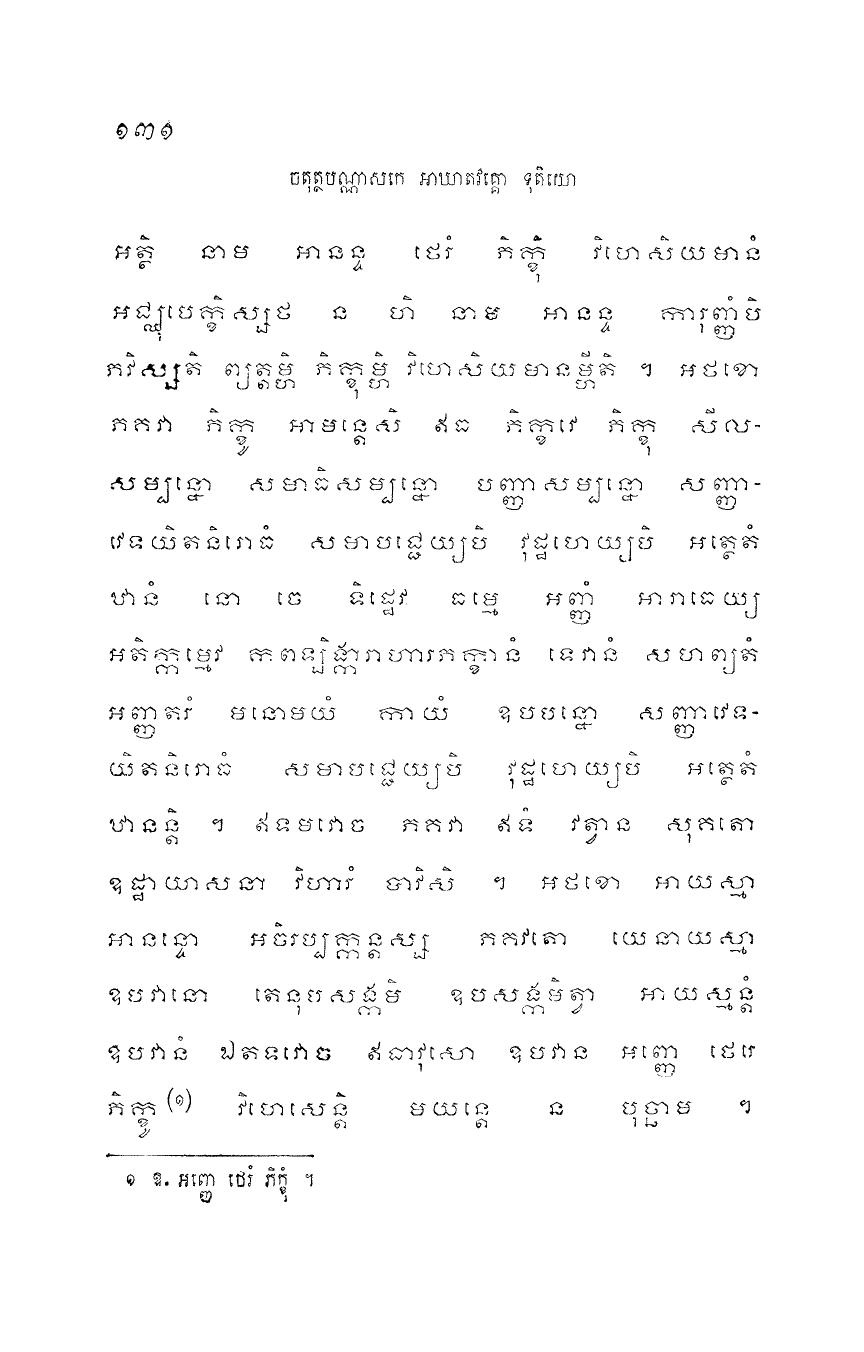 ១៣១
ចតុត្ថបណ្ណាសកេ អាឃាតវគ្គោ ទុតិយោ
អត្ថិ នាម អានន្ទ ថេរំ ភិក្ខុំ វិហេសិយមានំ
អជ្ឈុបេក្ខិស្សថ ន ហិ នាម អានន្ទ ការុញ្ញំបិ
ភវិស្សតិ ព្យត្តម្ហិ ភិក្ខុម្ហិ វិហេសិយមានម្ហីតិ ។ អថខោ
ភគវា ភិក្ខូ អាមន្តេសិ ឥធ ភិក្ខវេ ភិក្ខុ សីល-
សម្បន្នោ សមាធិសម្បន្នោ បញ្ញាសម្បន្នោ សញ្ញា-
វេទយិតនិរោធំ សមាបជ្ជេយ្យបិ វុដ្ឋហេយ្យបិ អត្ថេតំ
ឋានំ នោ ចេ ទិដ្ឋេវ ធម្មេ អញ្ញំ អារាធេយ្យ
អតិក្កម្មេវ កពឡិង្ការាហារភក្ខានំ ទេវានំ សហព្យតំ
អញ្ញតរំ មនោមយំ កាយំ ឧបបន្នោ សញ្ញាវេទ-
យិតនិរោធំ សមាបជ្ជេយ្យបិ វុដ្ឋហេយ្យបិ អត្ថេតំ
ឋានន្តិ ។ ឥទមវោច ភគវា ឥទំ វត្វាន សុគតោ
ឧដ្ឋាយាសនា វិហារំ បាវិសិ ។ អថខោ អាយស្មា
អានន្ទោ អចិរប្បក្កន្តស្ស ភគវតោ យេនាយស្មា
ឧបវានោ តេនុបសង្កមិ ឧបសង្កមិត្វា អាយស្មន្តំ
ឧបវានំ ឯតទវោច ឥធាវុសោ ឧបវាន អញ្ញេ ថេរេ
ភិក្ខូ (១) វិហេសេន្តិ មយន្តេ ន បុច្ឆាម ។
១ ឱ. អញ្ញេ ថេរំ ភិក្ខុំ ។